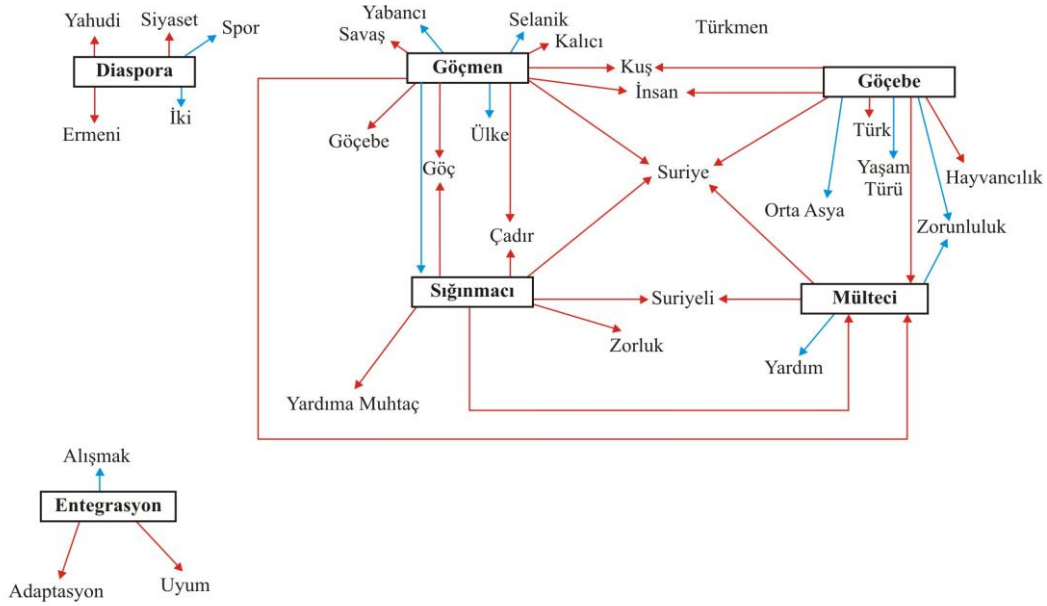 Yahudi
Siyaset
Spor
Diaspora
Ermeni
İki
Yabancı
Selanik
Savaş
Kalıcı
Göçmen
Türkmen
Kuş
İnsan
Göçebe
Göçebe
Ülke
Göç
Türk
Yaşam
Türü
Hayvancılık
Suriye
Orta Asya
Zorunluluk
Çadır
Sığınmacı
Suriyeli
Mülteci
Zorluk
Yardım
Yardıma Muhtaç
Alışmak
Entegrasyon
Adaptasyon
Uyum